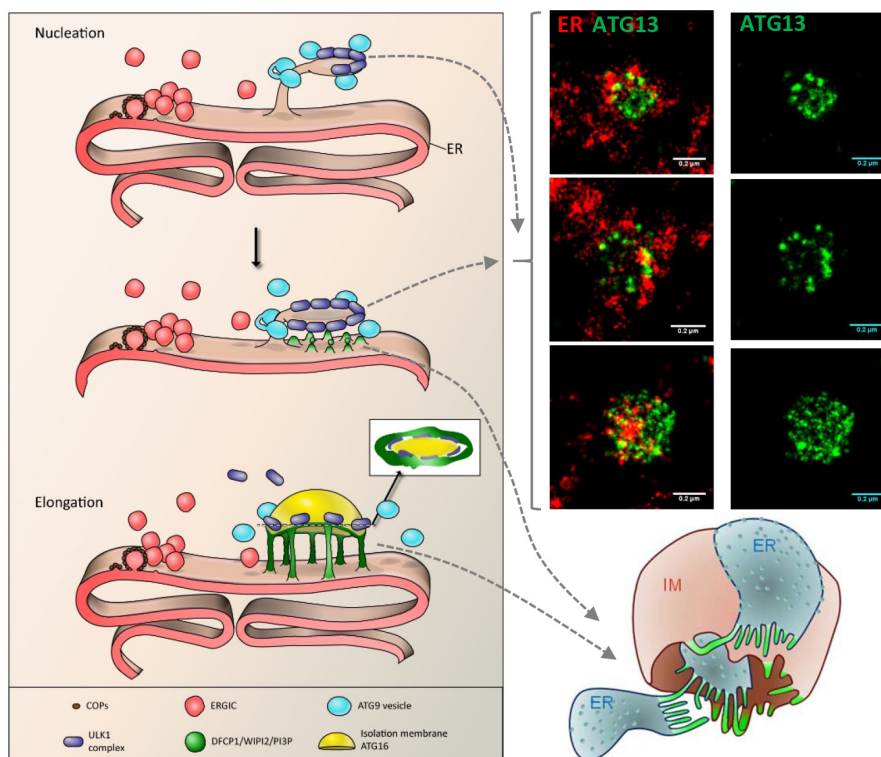 Nucleation
ER
Elongation
COPs
ERGIC
ATG9 vesicle
ULK1
complex
DFCP1/WIPI2/PI3P
Isolation membrane
ATG16
ER ATG13
ATG13
0.2 µm
0.2 µm
0.2 µm
0.2 µm
0.2 µm
0.2 µm
ER
IM
ER